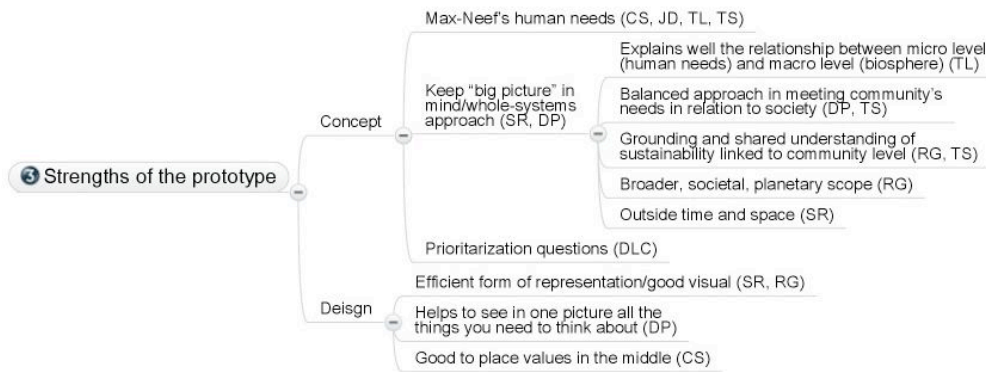 3 Strengths of the prototype
Concept
Max-Neef's human needs (CS, JD, TL, TS)
Keep "big picture" in
mind/whole-systems
approach (SR, DP)
Explains well the relationship between micro level
(human needs) and macro level (biosphere) (TL)
Balanced approach in meeting community's
needs in relation to society (DP, TS)
Grounding and shared understanding of
sustainability linked to community level (RG, TS)
Broader, societal, planetary scope (RG)
Outside time and space (SR)
Prioritarization questions (DLC)
Deisgn
Efficient form of representation/good visual (SR, RG)
Helps to see in one picture all the
things you need to think about (DP)
Good to place values in the middle (CS)